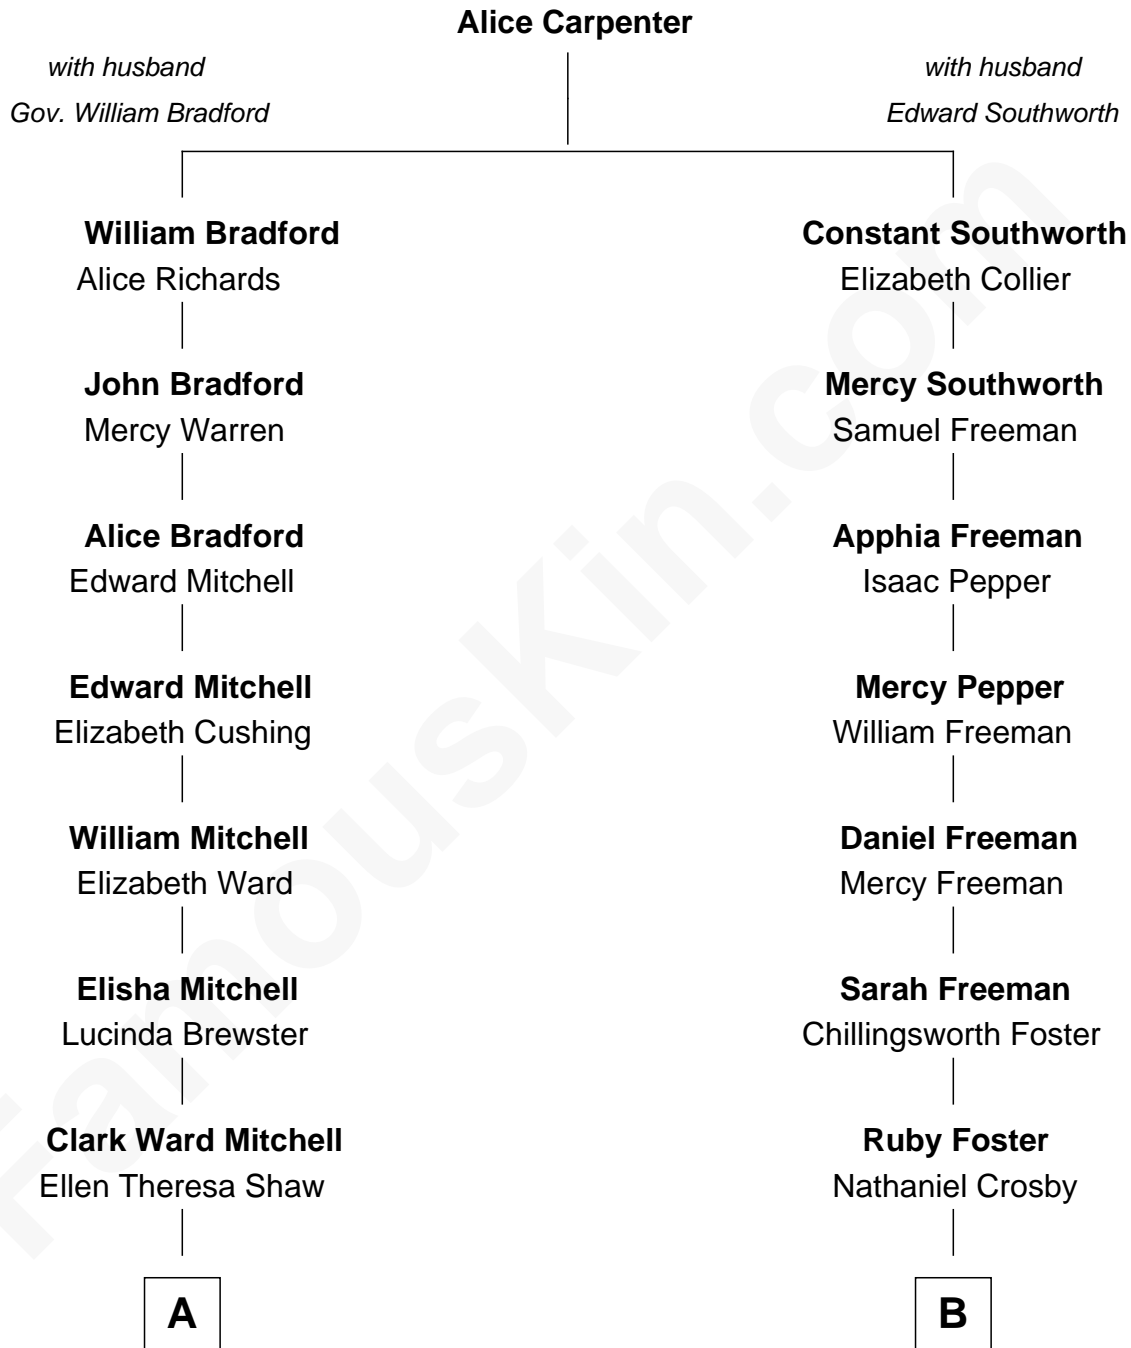 Alice Carpenter
with husband
Gov. William Bradford
with husband
Edward Southworth
William Bradford
Alice Richards
Constant Southworth
Elizabeth Collier
John Bradford
Mercy Warren
Mercy Southworth
Samuel Freeman
Alice Bradford
Edward Mitchell
Apphia Freeman
Isaac Pepper
Edward Mitchell
Elizabeth Cushing
Mercy Pepper
William Freeman
William Mitchell
Elizabeth Ward
Daniel Freeman
Mercy Freeman
Elisha Mitchell
Lucinda Brewster
Sarah Freeman
Chillingsworth Foster
Clark Ward Mitchell
Ellen Theresa Shaw
Ruby Foster
Nathaniel Crosby
A
B
FamousKin.com